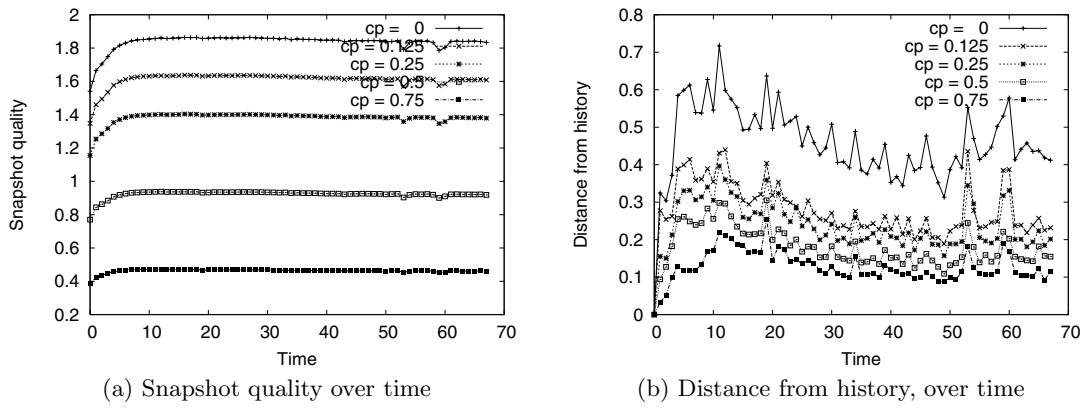 Snapshot quality
2
1.8
1.6
1.4
1.2
1
0.8
0.6
0.4
0.2
0 10 20 30 40 50 60 70
Time
cp = 0
cp = 0.125
cp = 0.25
cp = 0.5
cp = 0.75
(a) Snapshot quality over time
Distance from history
0.8
0.7
0.6
0.5
0.4
0.3
0.2
0.1
0
0 10 20 30 40 50 60 70
Time
cp = 0
cp = 0.125
cp = 0.25
cp = 0.5
cp = 0.75
(b) Distance from history, over time